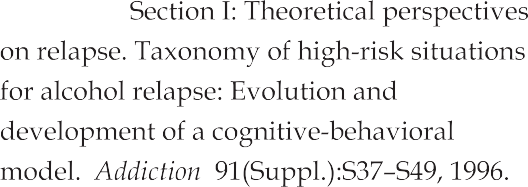 Section I: Theoretical perspectives
on relapse. Taxonomy of high-risk situations
for alcohol relapse: Evolution and
development of a cognitive-behavioral
model. Addiction 91(Suppl.):S37–S49, 1996.